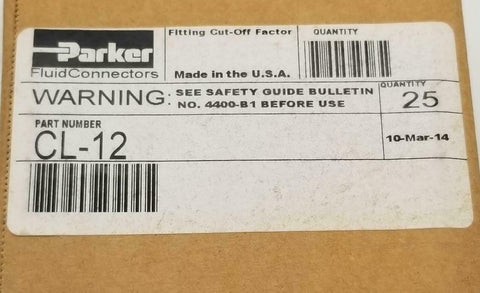 Parker
FluidConnectors
Fitting Cut-Off Factor
QUANTITY
Made in the U.S.A.
WARNING: SEE SAFETY GUIDE BULLETIN
NO. 4400-B1 BEFORE USE
QUANTITY
25
PART NUMBER
CL-12
10-Mar-14